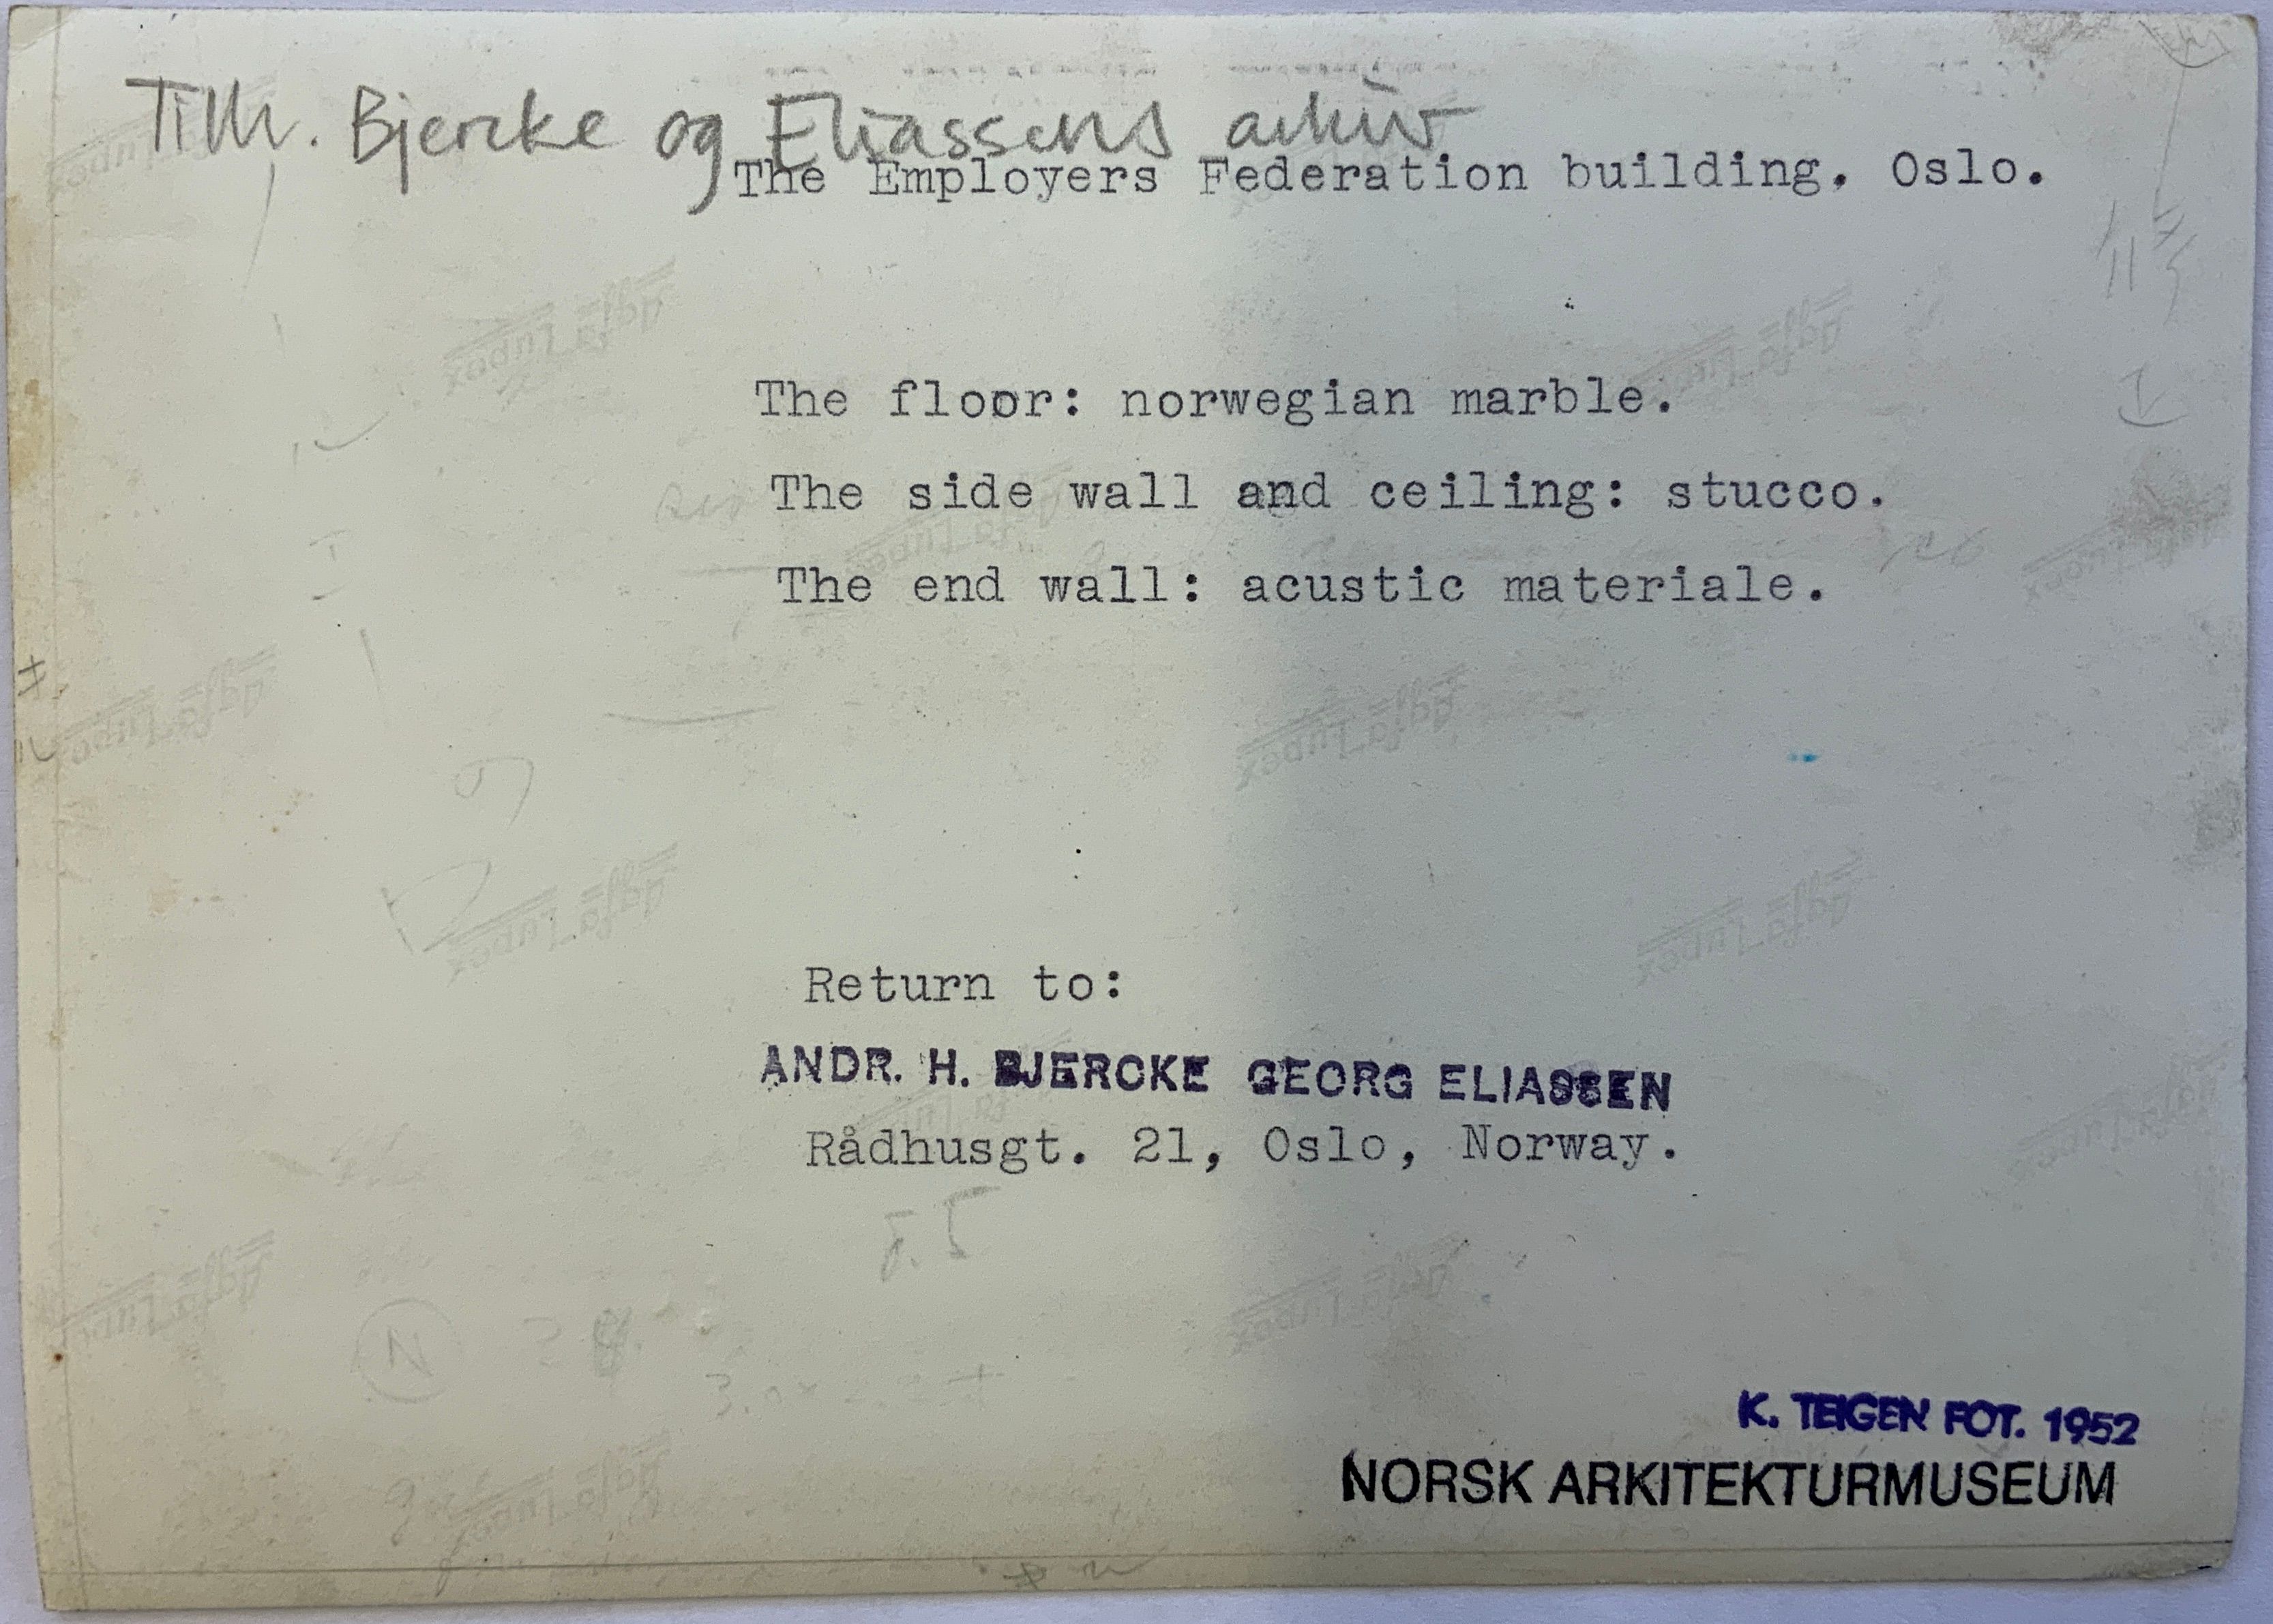 Tilh. Bjercke og Eliassens arkiv
The Employers Federation building. Oslo.
The floor: norwegian marble.
The side wall and ceiling: stucco.
The end wall: acustic materiale.
Return to:
ANDR. H. BJERCKE GEORG ELIASSEN
Rådhusgt. 21, Oslo, Norway.
K. TEIGEN FOT. 1952
NORSK ARKITEKTURMUSEUM